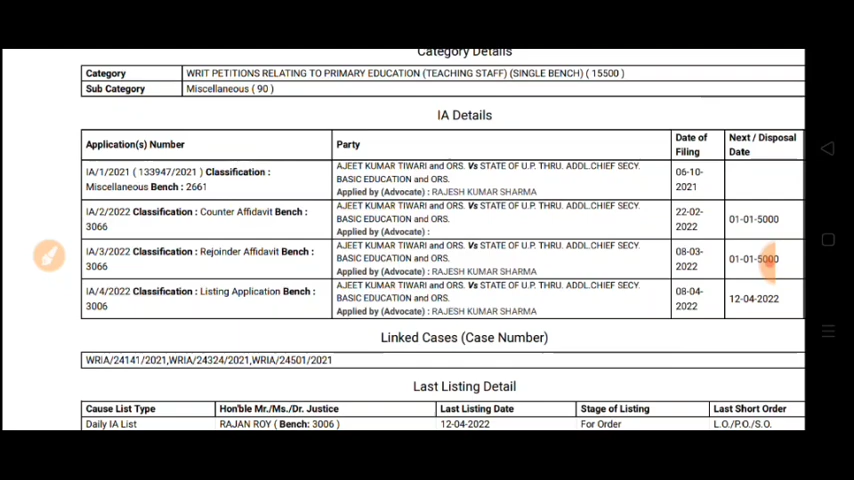 Category Details
Category WRIT PETITIONS RELATING TO PRIMARY EDUCATION (TEACHING STAFF) (SINGLE BENCH) ( 15500 )
Sub Category Miscellaneous ( 90 )
IA Details
Application(s) Number Party Date of Filing Next / Disposal Date
IA/1/2021 ( 133947/2021 ) Classification :
Miscellaneous Bench : 2661
AJEET KUMAR TIWARI and ORS. Vs STATE OF U.P. THRU. ADDL.CHIEF SECY.
BASIC EDUCATION and ORS.
Applied by (Advocate) : RAJESH KUMAR SHARMA
06-10-
2021
IA/2/2022 Classification : Counter Affidavit Bench :
3066
AJEET KUMAR TIWARI and ORS. Vs STATE OF U.P. THRU. ADDL.CHIEF SECY.
BASIC EDUCATION and ORS.
Applied by (Advocate) :
22-02-
2022
01-01-5000
IA/3/2022 Classification : Rejoinder Affidavit Bench :
3066
AJEET KUMAR TIWARI and ORS. Vs STATE OF U.P. THRU. ADDL.CHIEF SECY.
BASIC EDUCATION and ORS.
Applied by (Advocate) : RAJESH KUMAR SHARMA
08-03-
2022
01-01-5000
IA/4/2022 Classification : Listing Application Bench :
3006
AJEET KUMAR TIWARI and ORS. Vs STATE OF U.P. THRU. ADDL.CHIEF SECY.
BASIC EDUCATION and ORS.
Applied by (Advocate) : RAJESH KUMAR SHARMA
08-04-
2022
12-04-2022
Linked Cases (Case Number)
WRIA/24141/2021,WRIA/24324/2021,WRIA/24501/2021
Last Listing Detail
Cause List Type Hon'ble Mr./Ms./Dr. Justice Last Listing Date Stage of Listing Last Short Order
Daily IA List RAJAN ROY ( Bench: 3006 ) 12-04-2022 For Order L.O./P.O./S.O.